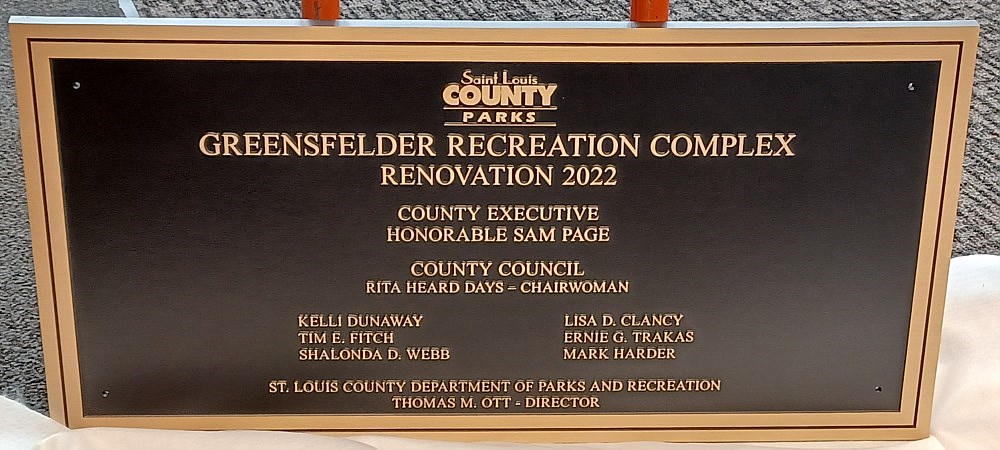 Saint Louis
COUNTY
PARKS
GREENSFELDER RECREATION COMPLEX
RENOVATION 2022
COUNTY EXECUTIVE
HONORABLE SAM PAGE
COUNTY COUNCIL
RITA HEARD DAYS – CHAIRWOMAN
KELLI DUNAWAY
TIM E. FITCH
SHALONDA D. WEBB
LISA D. CLANCY
ERNIE G. TRAKAS
MARK HARDER
ST. LOUIS COUNTY DEPARTMENT OF PARKS AND RECREATION
THOMAS M. OTT - DIRECTOR